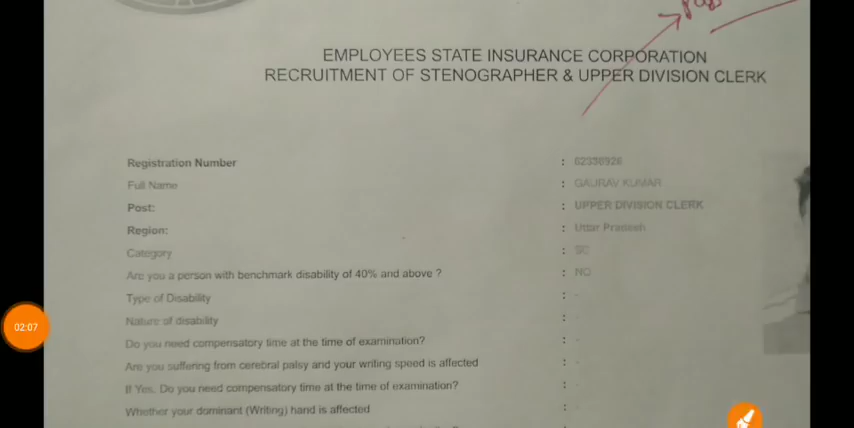 Pass
EMPLOYEES STATE INSURANCE CORPORATION
RECRUITMENT OF STENOGRAPHER & UPPER DIVISION CLERK
Registration Number : 02338926
Full Name : GAURAV KUMAR
Post: : UPPER DIVISION CLERK
Region: : Uttar Pradesh
Category : SC
Are you a person with benchmark disability of 40% and above ? : NO
Type of Disability : -
Nature of disability : -
Do you need compensatory time at the time of examination? : -
Are you suffering from cerebral palsy and your writing speed is affected : -
If Yes. Do you need compensatory time at the time of examination? : -
Whether your dominant (Writing) hand is affected : -
02:07